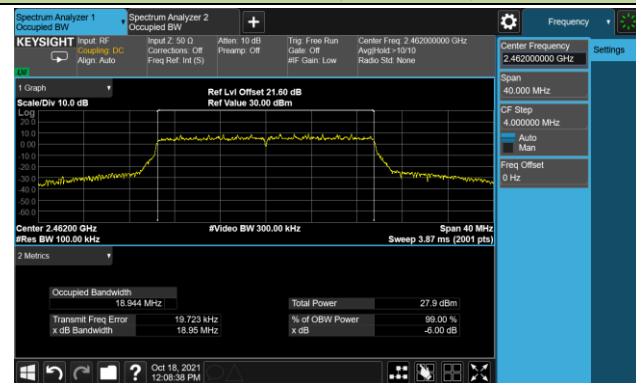 Spectrum Analyzer 1
Occupied BW
Spectrum Analyzer 2
Occupied BW
+
Frequency
KEYSIGHT
Input: RF
Coupling: DC
Align: Auto
Input Z: 50 Ω
Corrections: Off
Freq Ref: Int (S)
Atten: 10 dB
Preamp: Off
Trig: Free Run
Gate: Off
#IF Gain: Low
Center Freq: 2.462000000 GHz
Avg|Hold:>10/10
Radio Std: None
Center Frequency
2.462000000 GHz
Settings
Span
40.000 MHz
CF Step
4.000000 MHz
Auto
Man
Freq Offset
0 Hz
1 Graph
Scale/Div 10.0 dB
Ref Lvl Offset 21.60 dB
Ref Value 30.00 dBm
Log
20.0
10.0
0.00
-10.0
-20.0
-30.0
-40.0
-50.0
-60.0
Center 2.46200 GHz
#Res BW 100.00 kHz
#Video BW 300.00 kHz
Span 40 MHz
Sweep 3.87 ms (2001 pts)
2 Metrics
Occupied Bandwidth
18.944 MHz
Total Power 27.9 dBm
Transmit Freq Error 19.723 kHz
% of OBW Power 99.00 %
x dB Bandwidth 18.95 MHz
x dB -6.00 dB
?
Oct 18, 2021
12:08:38 PM